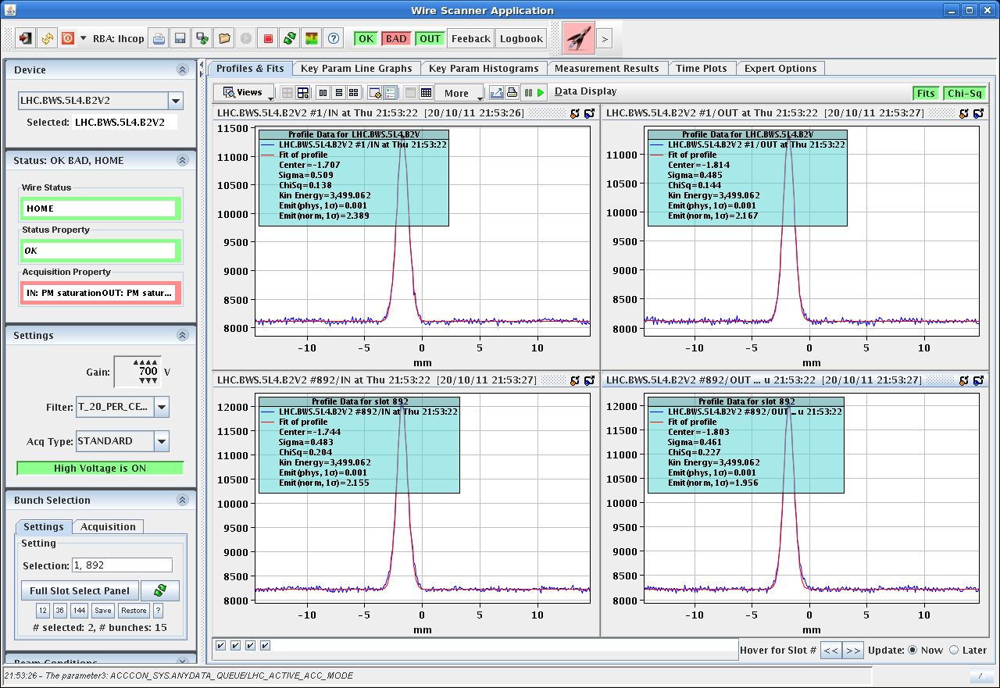 Wire Scanner Application
RBA: lhcop
OK BAD OUT Feeback Logbook >
Device
LHC.BWS.5L4.B2V2
Selected: LHC.BWS.5L4.B2V2
Status: OK BAD, HOME
Wire Status
HOME
Status Property
OK
Acquisition Property
IN: PM saturationOUT: PM satur...
Settings
Gain: 700 V
Filter: T_20_PER_CE...
Acq Type: STANDARD
High Voltage is ON
Bunch Selection
Settings Acquisition
Setting
Selection: 1, 892
Full Slot Select Panel
12 36 144 Save Restore ?
# selected: 2, # bunches: 15
Beam Conditions
Profiles & Fits Key Param Line Graphs Key Param Histograms Measurement Results Time Plots Expert Options
Views More Data Display Fits Chi-Sq
LHC.BWS.5L4.B2V2 #1/IN at Thu 21:53:22 [20/10/11 21:53:26]
11500
11000
10500
10000
9500
9000
8500
8000
Profile Data for LHC.BWS.5L4.B2V
LHC.BWS.5L4.B2V2 #1/IN at Thu 21:53:22
Fit of profile
Center=-1.707
Sigma=0.509
ChiSq=0.138
Kin Energy=3,499.062
Emit(phys, 1σ)=0.001
Emit(norm, 1σ)=2.389
-10 -5 0 5 10
mm
LHC.BWS.5L4.B2V2 #1/OUT at Thu 21:53:22 [20/10/11 21:53:27]
11000
10500
10000
9500
9000
8500
8000
Profile Data for LHC.BWS.5L4.B2V
LHC.BWS.5L4.B2V2 #1/OUT at Thu 21:53:22
Fit of profile
Center=-1.814
Sigma=0.485
ChiSq=0.144
Kin Energy=3,499.062
Emit(phys, 1σ)=0.001
Emit(norm, 1σ)=2.167
-10 -5 0 5 10
mm
LHC.BWS.5L4.B2V2 #892/IN at Thu 21:53:22 [20/10/11 21:53:27]
12000
11500
11000
10500
10000
9500
9000
8500
8000
Profile Data for slot 892
LHC.BWS.5L4.B2V2 #892/IN at Thu 21:53:22
Fit of profile
Center=-1.744
Sigma=0.483
ChiSq=0.204
Kin Energy=3,499.062
Emit(phys, 1σ)=0.001
Emit(norm, 1σ)=2.155
-10 -5 0 5 10
mm
LHC.BWS.5L4.B2V2 #892/OUT ... u 21:53:22 [20/10/11 21:53:27]
12000
11500
11000
10500
10000
9500
9000
8500
8000
Profile Data for slot 892
LHC.BWS.5L4.B2V2 #892/OUT ... u 21:53:22
Fit of profile
Center=-1.803
Sigma=0.461
ChiSq=0.227
Kin Energy=3,499.062
Emit(phys, 1σ)=0.001
Emit(norm, 1σ)=1.956
-10 -5 0 5 10
mm
Hover for Slot # << >> Update: Now Later
21:53:26 - The parameter3: ACCCON_SYS.ANYDATA_QUEUE/LHC_ACTIVE_ACC_MODE